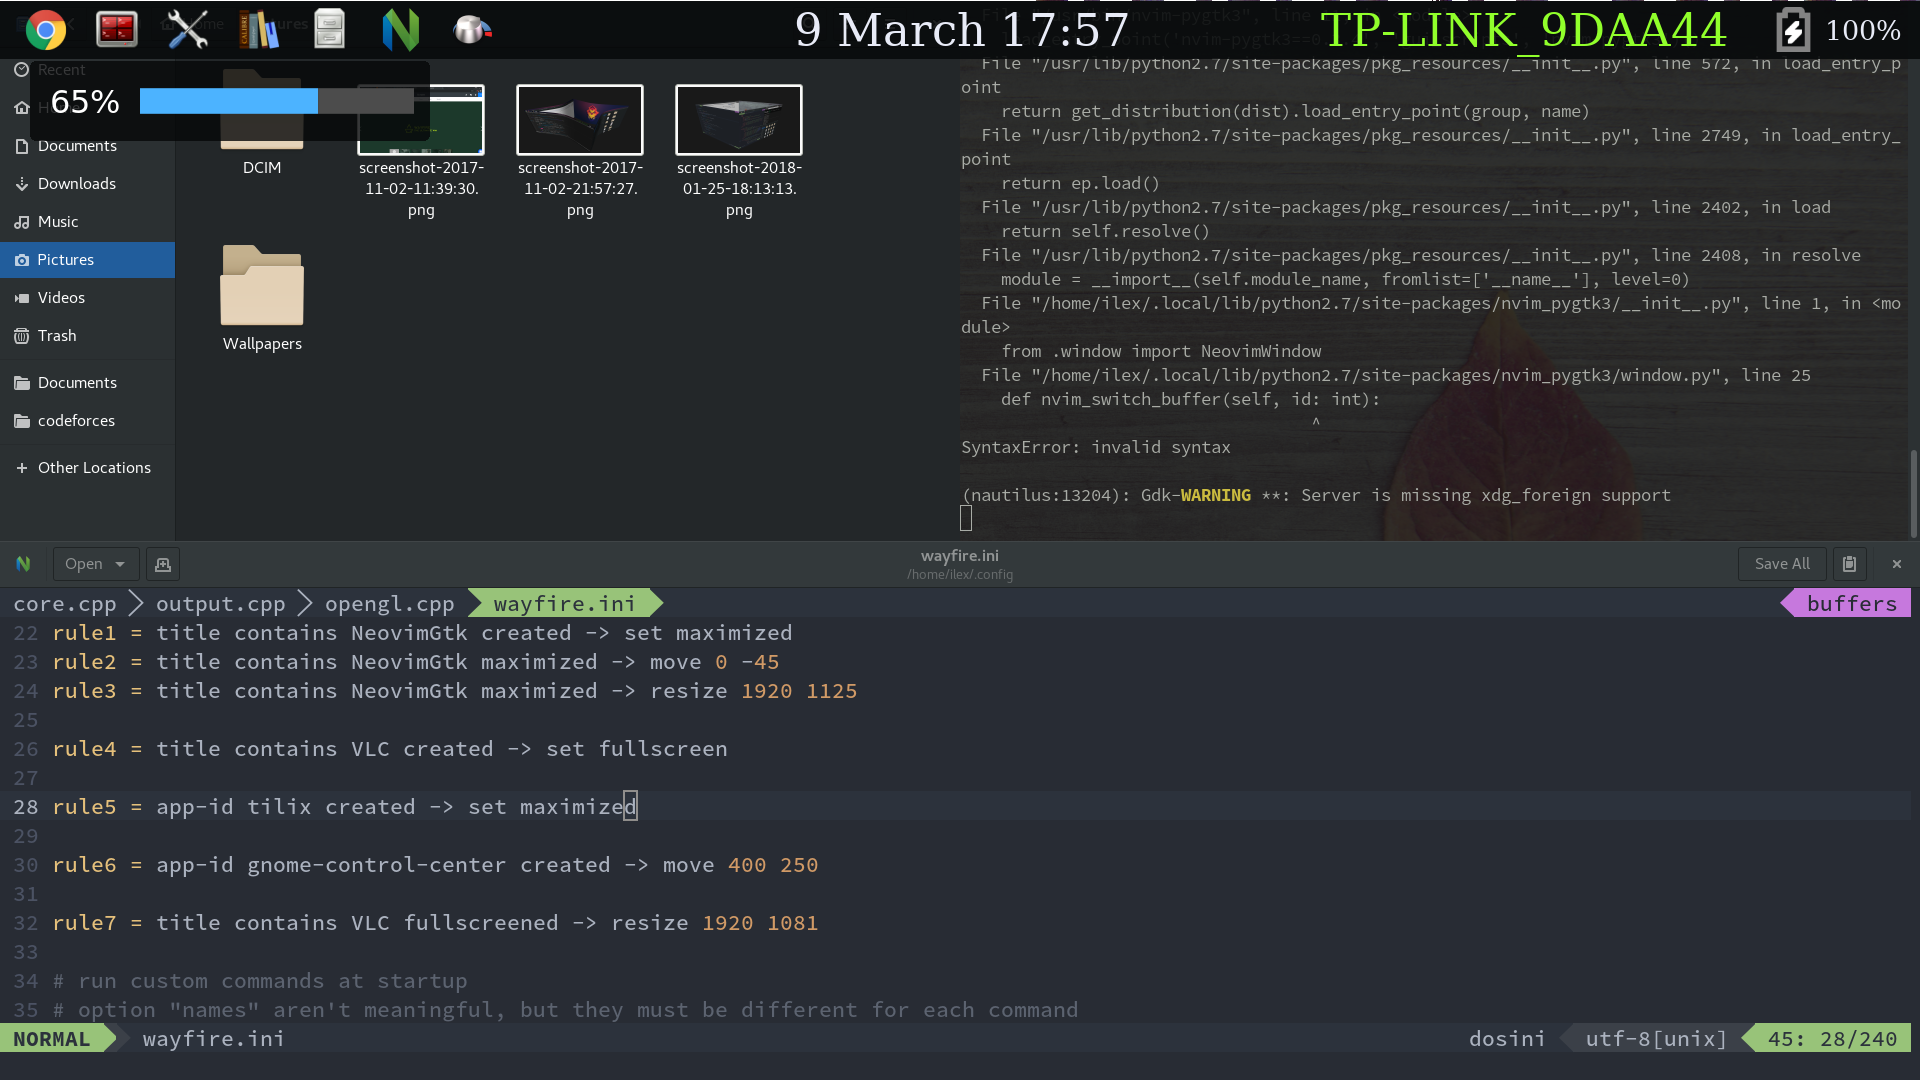 9 March 17:57
TP-LINK_9DAA44
100%
65%
Recent
Documents
Downloads
Music
Pictures
Videos
Trash
Documents
codeforces
Other Locations
DCIM
screenshot-2017-
11-02-11:39:30.
png
screenshot-2017-
11-02-21:57:27.
png
screenshot-2018-
01-25-18:13:13.
png
Wallpapers
File "/usr/lib/python2.7/site-packages/pkg_resources/__init__.py", line 572, in load_entry_p
oint
return get_distribution(dist).load_entry_point(group, name)
File "/usr/lib/python2.7/site-packages/pkg_resources/__init__.py", line 2749, in load_entry_
point
return ep.load()
File "/usr/lib/python2.7/site-packages/pkg_resources/__init__.py", line 2402, in load
return self.resolve()
File "/usr/lib/python2.7/site-packages/pkg_resources/__init__.py", line 2408, in resolve
module = __import__(self.module_name, fromlist=['__name__'], level=0)
File "/home/ilex/.local/lib/python2.7/site-packages/nvim_pygtk3/__init__.py", line 1, in <mo
dule>
from .window import NeovimWindow
File "/home/ilex/.local/lib/python2.7/site-packages/nvim_pygtk3/window.py", line 25
def nvim_switch_buffer(self, id: int):
^
SyntaxError: invalid syntax
(nautilus:13204): Gdk-WARNING **: Server is missing xdg_foreign support
Open
wayfire.ini
/home/ilex/.config
Save All
core.cpp output.cpp opengl.cpp wayfire.ini buffers
22 rule1 = title contains NeovimGtk created -> set maximized
23 rule2 = title contains NeovimGtk maximized -> move 0 -45
24 rule3 = title contains NeovimGtk maximized -> resize 1920 1125
25
26 rule4 = title contains VLC created -> set fullscreen
27
28 rule5 = app-id tilix created -> set maximized
29
30 rule6 = app-id gnome-control-center created -> move 400 250
31
32 rule7 = title contains VLC fullscreened -> resize 1920 1081
33
34 # run custom commands at startup
35 # option "names" aren't meaningful, but they must be different for each command
NORMAL wayfire.ini dosini utf-8[unix] 45: 28/240